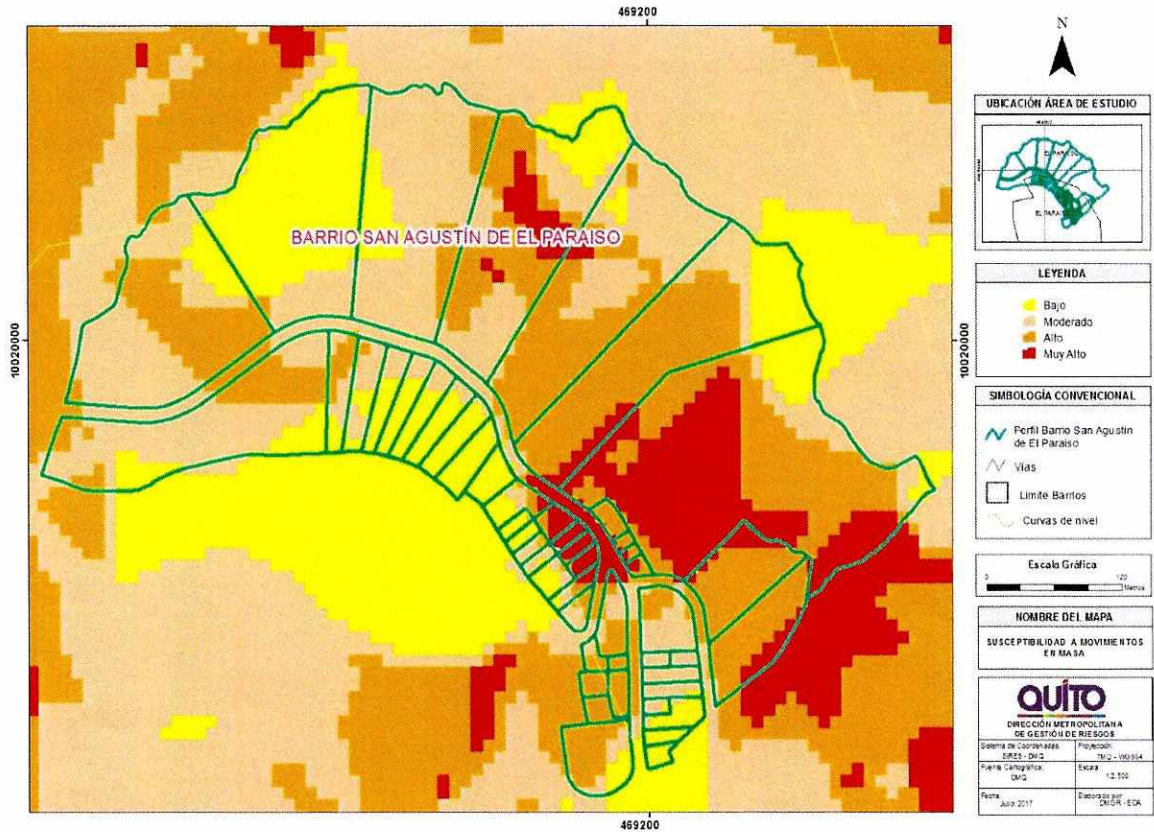 469200
N
UBICACIÓN ÁREA DE ESTUDIO
EL PARAISO
EL PARAISO
BARRIO SAN AGUSTÍN DE EL PARAISO
LEYENDA
Bajo
Moderado
Alto
Muy Alto
10020000
10020000
SIMBOLOGÍA CONVENCIONAL
Perfil Barrio San Agustín
de El Paraiso
Vias
Limite Barrios
Curvas de nivel
Escala Gráfica
0 120
Metros
NOMBRE DEL MAPA
SUSCEPTIBILIDAD A MOVIMIENTOS
EN MASA
QUITO
DIRECCIÓN METROPOLITANA
DE GESTIÓN DE RIESGOS
Sistema de Coordenadas: Proyección:
SIRES - DMQ TMQ - WGS84
Fuente Cartográfica: Escala:
DMQ 1:2.500
Fecha: Elaborado por:
2017 DMGR - ECA
469200